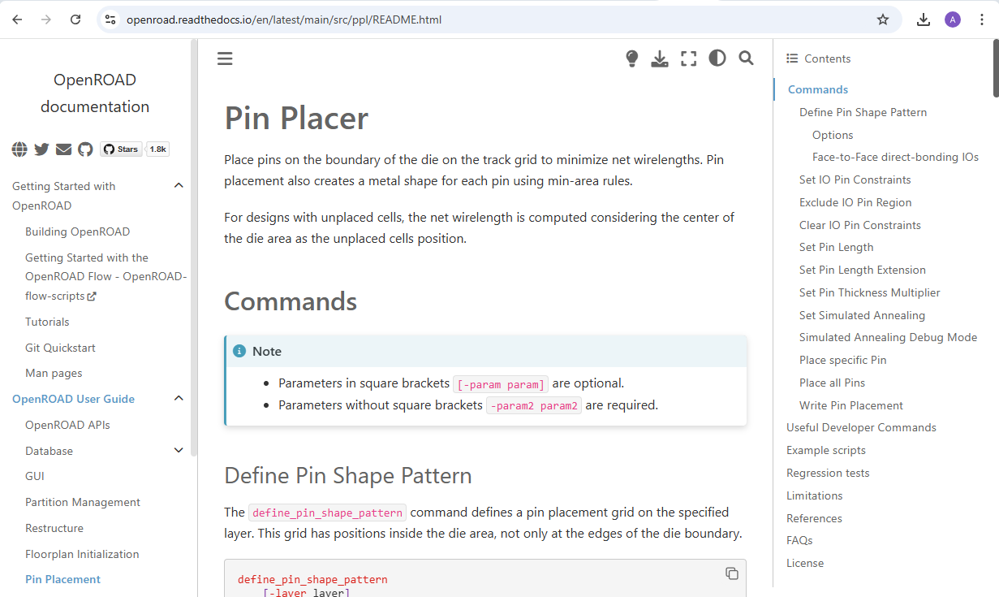 openroad.readthedocs.io/en/latest/main/src/ppl/README.html
A
OpenROAD
documentation
Stars
1.8k
Getting Started with
OpenROAD
Building OpenROAD
Getting Started with the
OpenROAD Flow - OpenROAD-
flow-scripts
Tutorials
Git Quickstart
Man pages
OpenROAD User Guide
OpenROAD APIs
Database
GUI
Partition Management
Restructure
Floorplan Initialization
Pin Placement
Pin Placer
Place pins on the boundary of the die on the track grid to minimize net wirelengths. Pin
placement also creates a metal shape for each pin using min-area rules.
For designs with unplaced cells, the net wirelength is computed considering the center of
the die area as the unplaced cells position.
Commands
Note
Parameters in square brackets [-param param] are optional.
Parameters without square brackets -param2 param2 are required.
Define Pin Shape Pattern
The define_pin_shape_pattern command defines a pin placement grid on the specified
layer. This grid has positions inside the die area, not only at the edges of the die boundary.
define_pin_shape_pattern
[-layer layer]
Contents
Commands
Define Pin Shape Pattern
Options
Face-to-Face direct-bonding IOs
Set IO Pin Constraints
Exclude IO Pin Region
Clear IO Pin Constraints
Set Pin Length
Set Pin Length Extension
Set Pin Thickness Multiplier
Set Simulated Annealing
Simulated Annealing Debug Mode
Place specific Pin
Place all Pins
Write Pin Placement
Useful Developer Commands
Example scripts
Regression tests
Limitations
References
FAQs
License